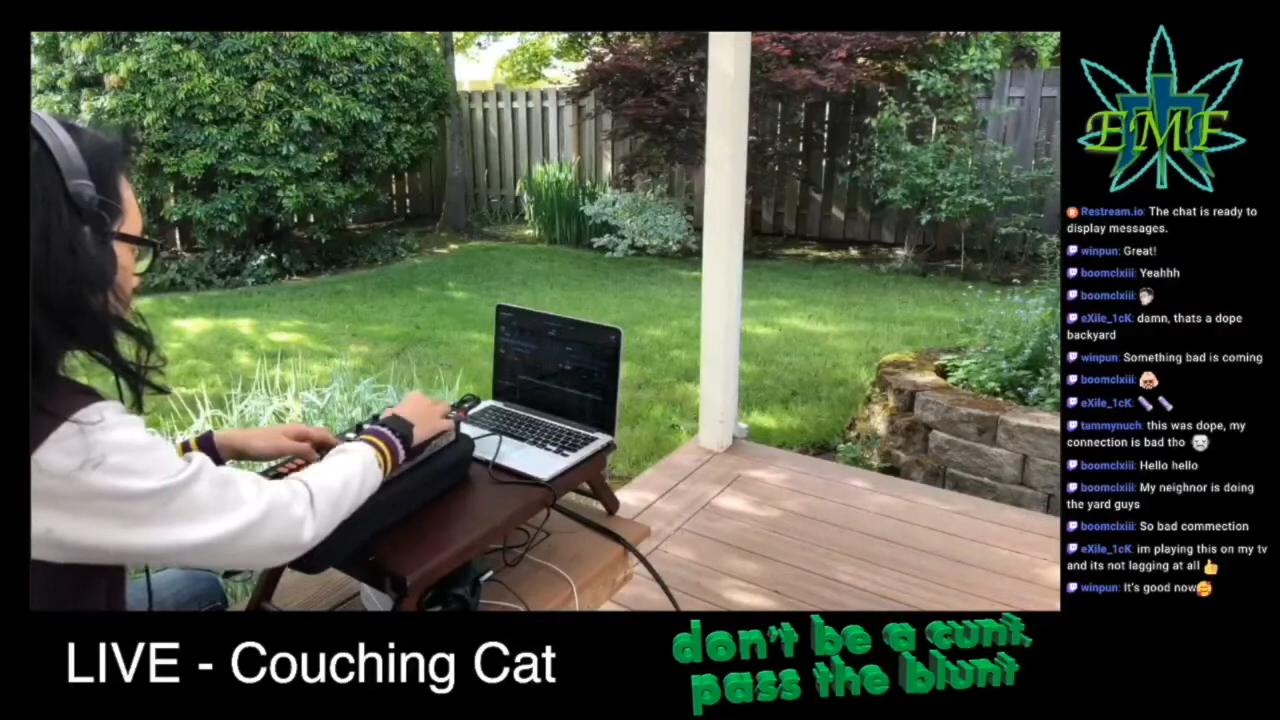 EMF
Restream.io: The chat is ready to
display messages.
winpun: Great!
boomclxiii: Yeahhh
boomclxiii:
eXile_1cK: damn, thats a dope
backyard
winpun: Something bad is coming
boomclxiii:
eXile_1cK:
tammynuch: this was dope, my
connection is bad tho
boomclxiii: Hello hello
boomclxiii: My neighnor is doing
the yard guys
boomclxiii: So bad commection
eXile_1cK: im playing this on my tv
and its not lagging at all 👍
winpun: It's good now🥰
LIVE - Couching Cat
don't be a cunt,
pass the blunt